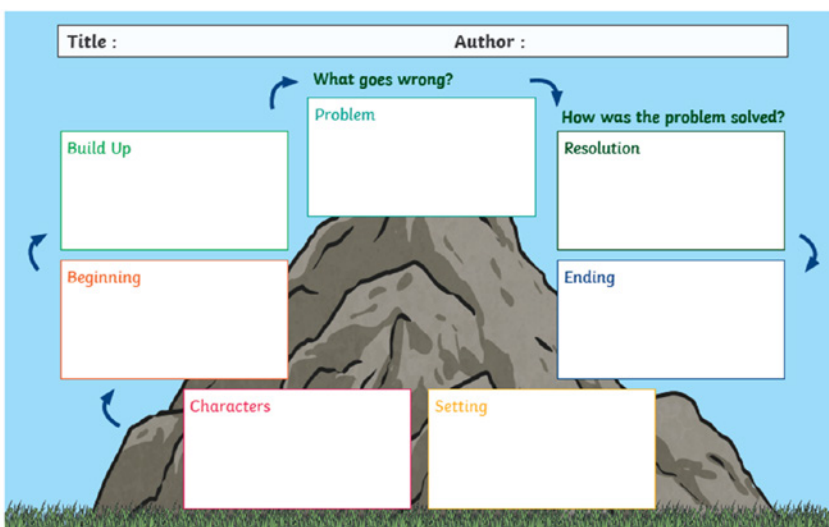 Title :
Author :
What goes wrong?
Problem
How was the problem solved?
Build Up
Resolution
Beginning
Ending
Characters
Setting